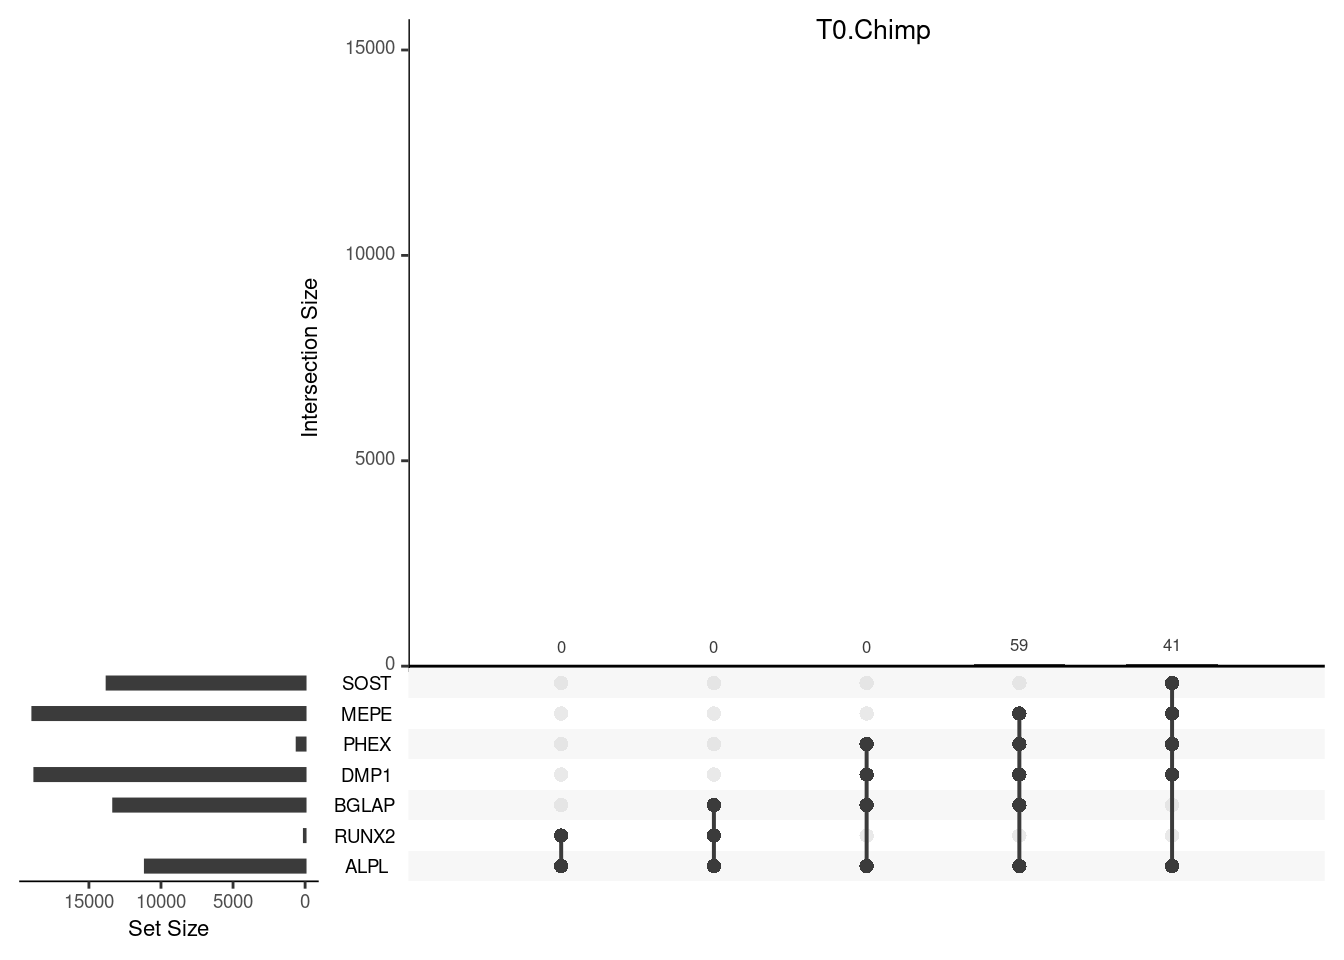 T0.Chimp
15000
10000
5000
0
Intersection Size
0 0 0 59 41
SOST
MEPE
PHEX
DMP1
BGLAP
RUNX2
ALPL
15000 10000 5000 0
Set Size